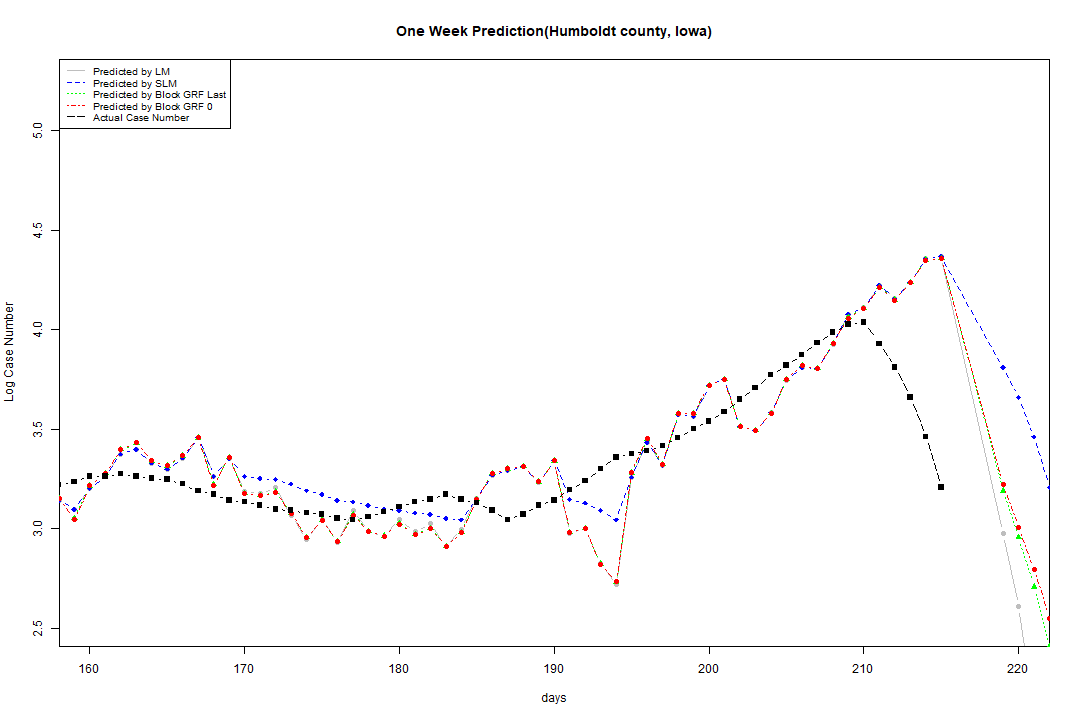 One Week Prediction(Humboldt county, Iowa)
Predicted by LM
Predicted by SLM
Predicted by Block GRF Last
Predicted by Block GRF 0
Actual Case Number
5.0
4.5
4.0
3.5
3.0
2.5
Log Case Number
160 170 180 190 200 210 220
days